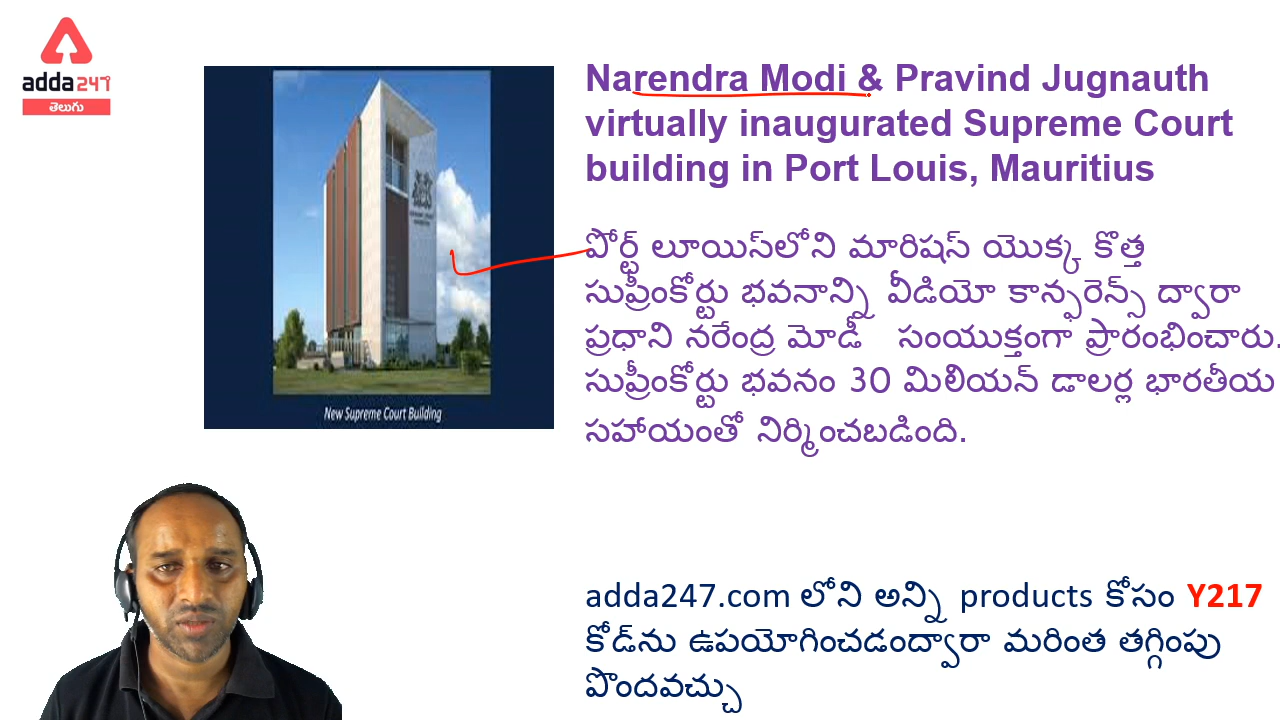 adda247
తెలుగు
Narendra Modi & Pravind Jugnauth
virtually inaugurated Supreme Court
building in Port Louis, Mauritius
పోర్ట్ లూయిస్‌లోని మారిషస్ యొక్క కొత్త
సుప్రీంకోర్టు భవనాన్ని వీడియో కాన్ఫరెన్స్ ద్వారా
ప్రధాని నరేంద్ర మోడీ సంయుక్తంగా ప్రారంభించారు.
సుప్రీంకోర్టు భవనం 30 మిలియన్ డాలర్ల భారతీయ
సహాయంతో నిర్మించబడింది.
New Supreme Court Building
adda247.com లోని అన్ని products కోసం Y217
కోడ్‌ను ఉపయోగించడంద్వారా మరింత తగ్గింపు
పొందవచ్చు